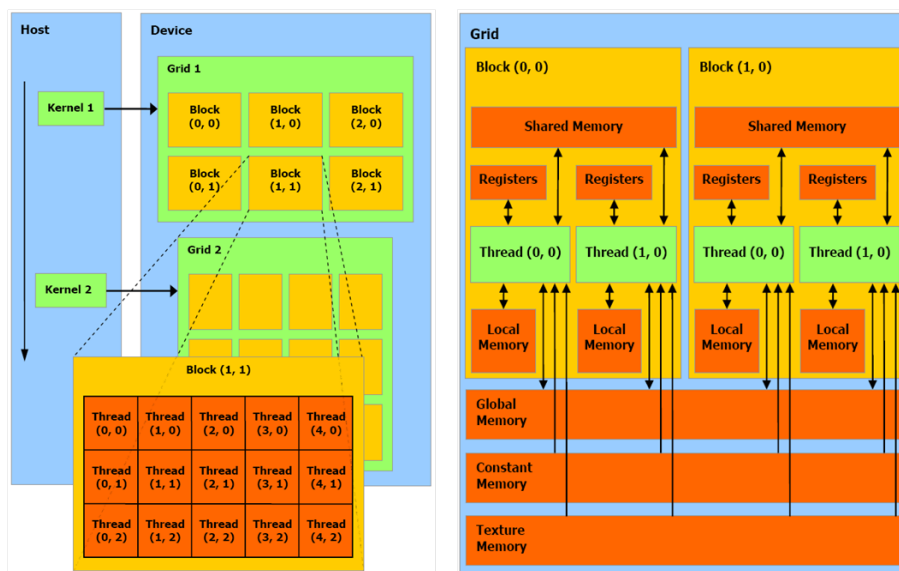 Host
Device
Grid 1
Kernel 1
Block
(0, 0)
Block
(1, 0)
Block
(2, 0)
Block
(0, 1)
Block
(1, 1)
Block
(2, 1)
Grid 2
Kernel 2
Block (1, 1)
Thread
(0, 0)
Thread
(1, 0)
Thread
(2, 0)
Thread
(3, 0)
Thread
(4, 0)
Thread
(0, 1)
Thread
(1, 1)
Thread
(2, 1)
Thread
(3, 1)
Thread
(4, 1)
Thread
(0, 2)
Thread
(1, 2)
Thread
(2, 2)
Thread
(3, 2)
Thread
(4, 2)
Grid
Block (0, 0)
Shared Memory
Registers
Registers
Thread (0, 0)
Thread (1, 0)
Local
Memory
Local
Memory
Block (1, 0)
Shared Memory
Registers
Registers
Thread (0, 0)
Thread (1, 0)
Local
Memory
Local
Memory
Global
Memory
Constant
Memory
Texture
Memory